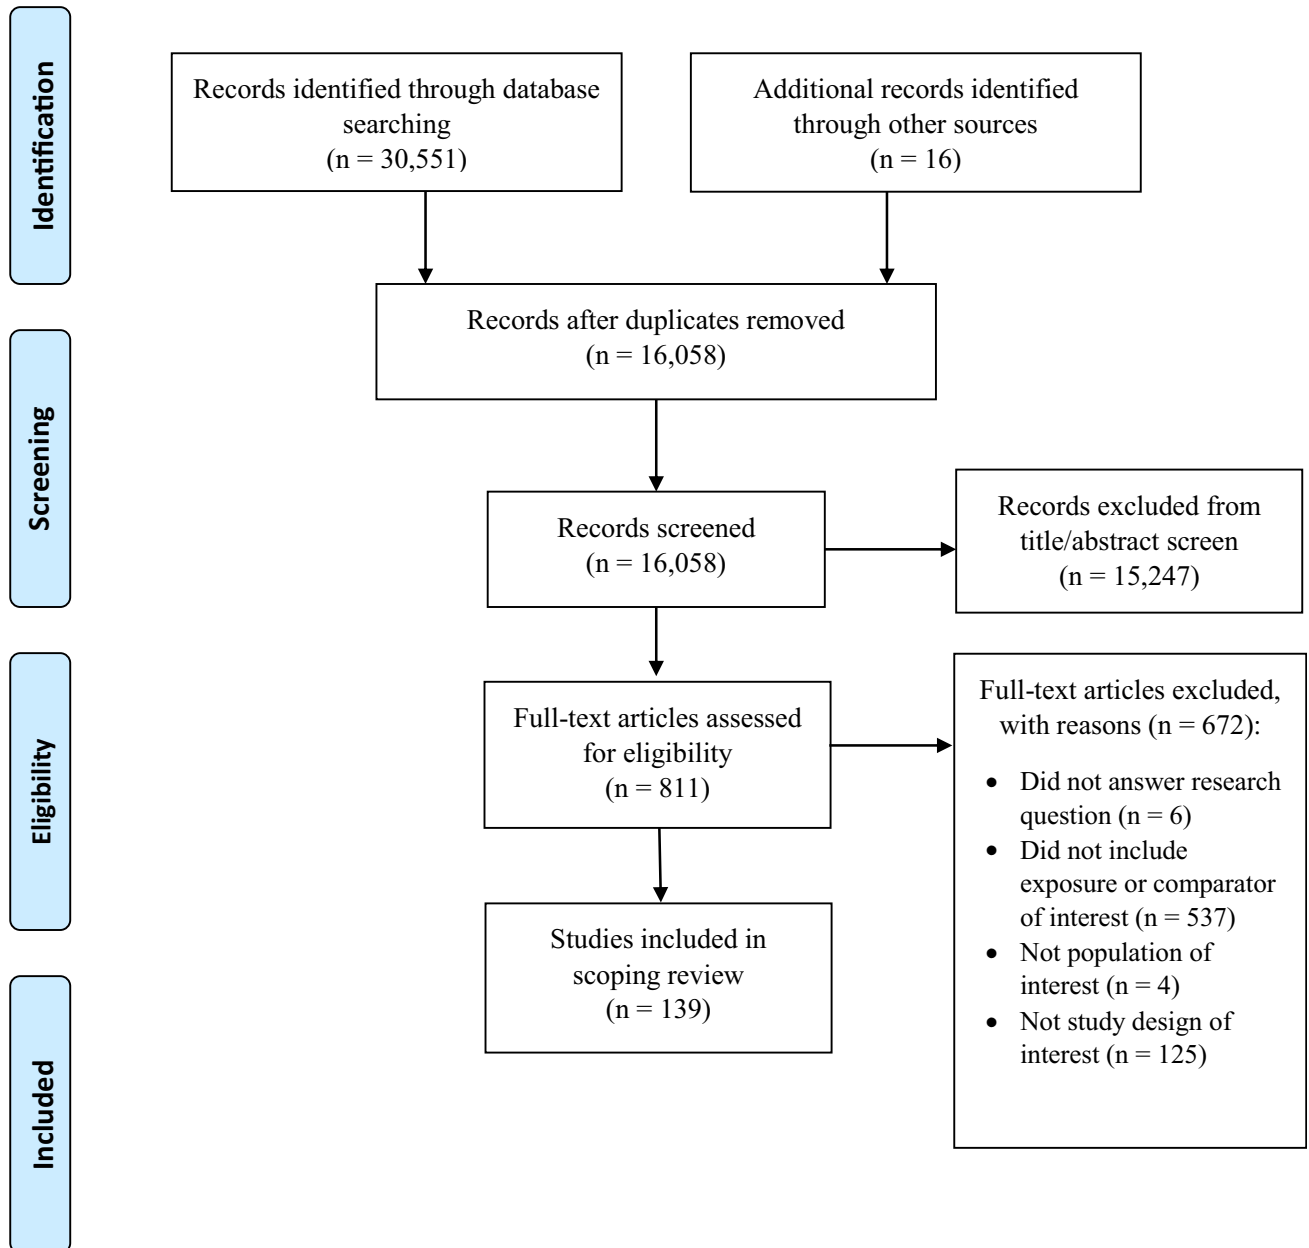 Identification
Records identified through database
searching
(n = 30,551)
Additional records identified
through other sources
(n = 16)
Records after duplicates removed
(n = 16,058)
Screening
Records screened
(n = 16,058)
Records excluded from
title/abstract screen
(n = 15,247)
Eligibility
Full-text articles assessed
for eligibility
(n = 811)
Full-text articles excluded,
with reasons (n = 672):
• Did not answer research
question (n = 6)
• Did not include
exposure or comparator
of interest (n = 537)
• Not population of
interest (n = 4)
• Not study design of
interest (n = 125)
Included
Studies included in
scoping review
(n = 139)